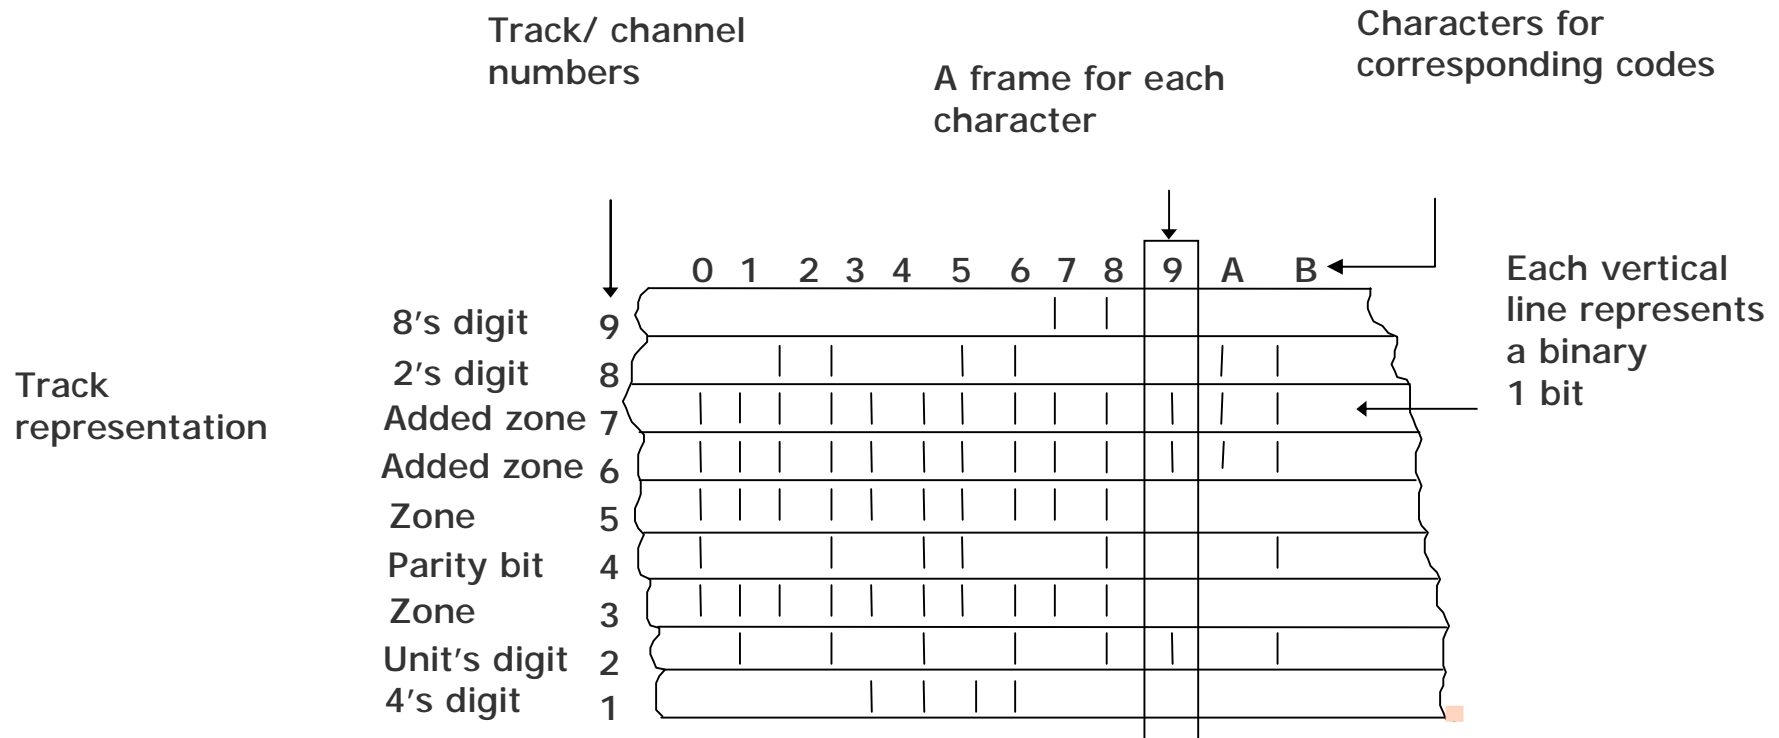 Track/ channel
numbers
A frame for each
character
Characters for
corresponding codes
0 1 2 3 4 5 6 7 8 9 A B
Each vertical
line represents
a binary
1 bit
Track
representation
8's digit 9
2's digit 8
Added zone 7
Added zone 6
Zone 5
Parity bit 4
Zone 3
Unit's digit 2
4's digit 1